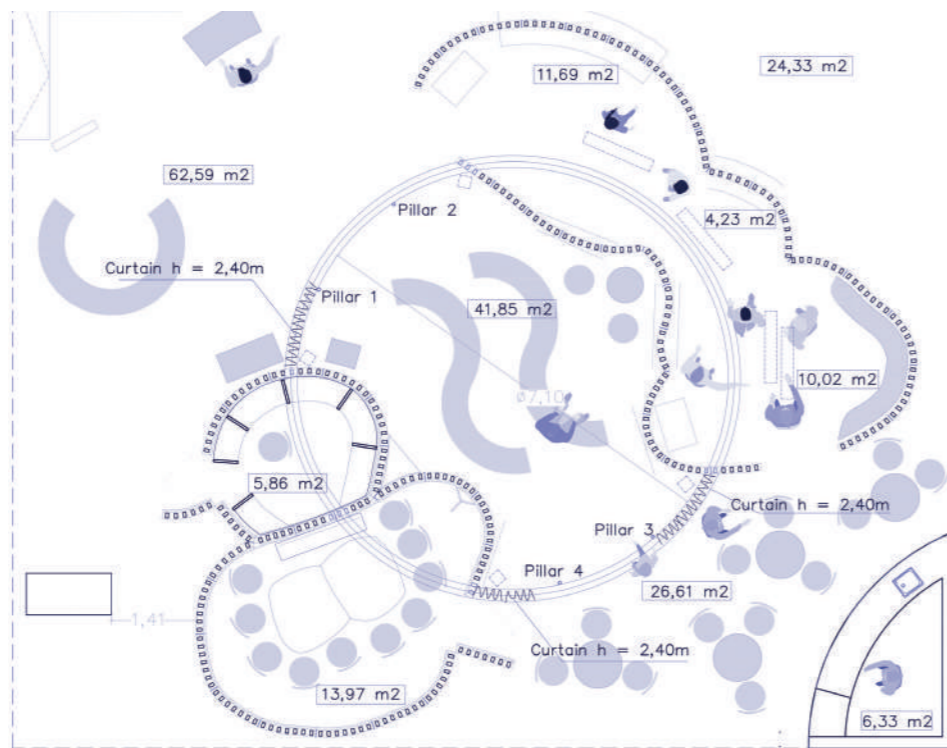 24,33 m2
11,69 m2
62,59 m2
Pillar 2
4,23 m2
Curtain h = 2,40m
Pillar 1
41,85 m2
10,02 m2
ø7,10
5,86 m2
Curtain h = 2,40m
Pillar 3
Pillar 4
26,61 m2
1,41
Curtain h = 2,40m
13,97 m2
6,33 m2